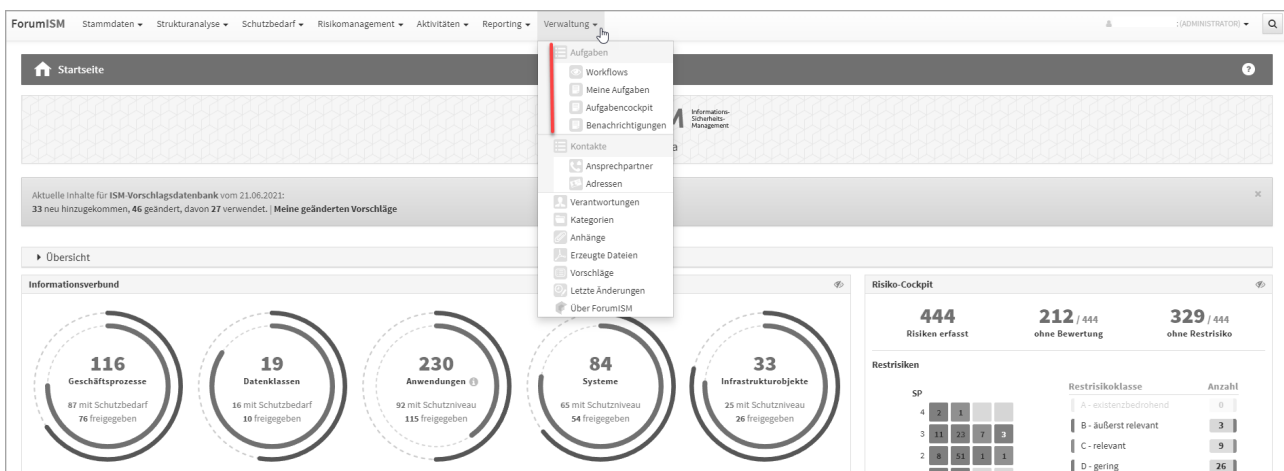 ForumISM Stammdaten Strukturanalyse Schutzbedarf Risikomanagement Aktivitäten Reporting Verwaltung (ADMINISTRATOR)
Startseite
Aufgaben
Workflows
Meine Aufgaben
Aufgabencockpit
Benachrichtigungen
Kontakte
Ansprechpartner
Adressen
Verantwortungen
Kategorien
Anhänge
Erzeugte Dateien
Vorschläge
Letzte Änderungen
Über ForumISM
M Informations-
Sicherheits-
Management
a
Aktuelle Inhalte für ISM-Vorschlagsdatenbank vom 21.06.2021:
33 neu hinzugekommen, 46 geändert, davon 27 verwendet. | Meine geänderten Vorschläge
Übersicht
Informationsverbund
116
Geschäftsprozesse
87 mit Schutzbedarf
76 freigegeben
19
Datenklassen
16 mit Schutzbedarf
10 freigegeben
230
Anwendungen
92 mit Schutzniveau
115 freigegeben
84
Systeme
65 mit Schutzniveau
54 freigegeben
33
Infrastrukturobjekte
25 mit Schutzniveau
26 freigegeben
Risiko-Cockpit
444
Risiken erfasst
212 / 444
ohne Bewertung
329 / 444
ohne Restrisiko
Restrisiken
SP
4 2 1
3 11 23 7 3
2 8 51 1 1
Restrisikoklasse Anzahl
A - existenzbedrohend 0
B - äußerst relevant 3
C - relevant 9
D - gering 26